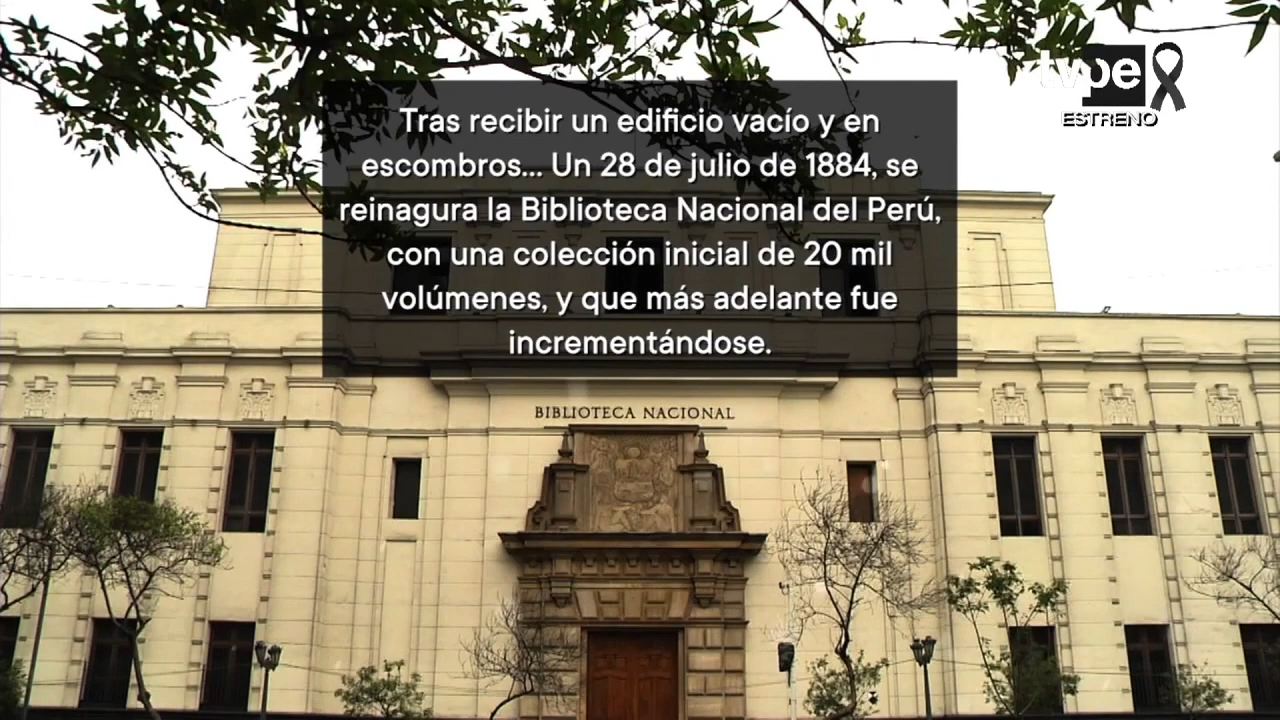 tvpe
ESTRENO
Tras recibir un edificio vacío y en
escombros... Un 28 de julio de 1884, se
reinagura la Biblioteca Nacional del Perú,
con una colección inicial de 20 mil
volúmenes, y que más adelante fue
incrementándose.
BIBLIOTECA NACIONAL